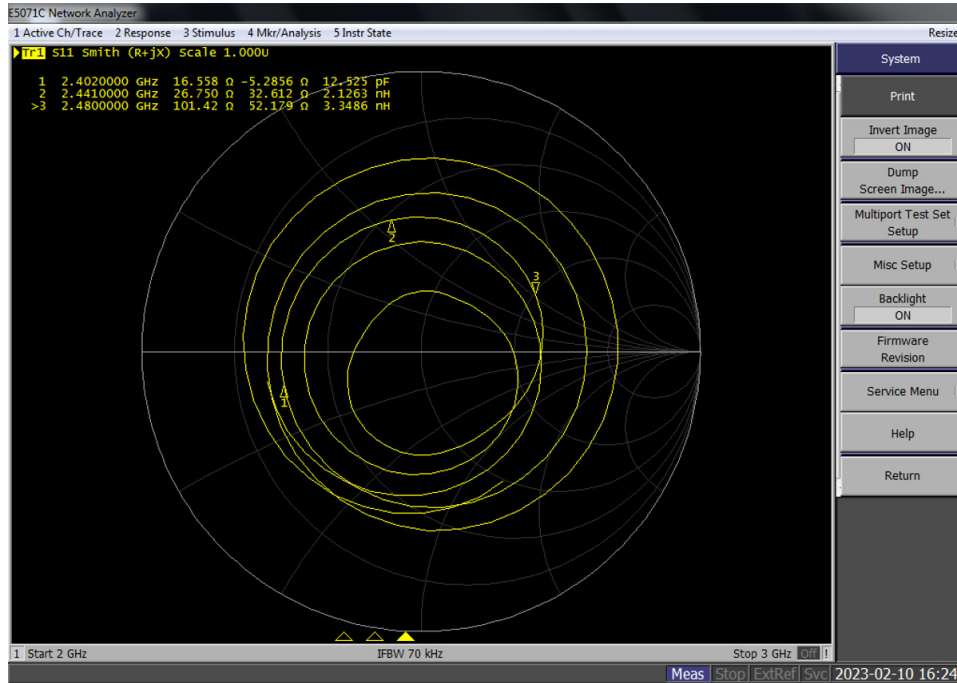 E5071C Network Analyzer
1 Active Ch/Trace 2 Response 3 Stimulus 4 Mkr/Analysis 5 Instr State
Resize
Tr1 S11 Smith (R+jX) Scale 1.000U
1 2.4020000 GHz 16.558 Ω -5.2856 Ω 12.525 pF
2 2.4410000 GHz 26.750 Ω 32.612 Ω 2.1263 nH
>3 2.4800000 GHz 101.42 Ω 52.179 Ω 3.3486 nH
2
3
1
System
Print
Invert Image
ON
Dump
Screen Image...
Multiport Test Set
Setup
Misc Setup
Backlight
ON
Firmware
Revision
Service Menu
Help
Return
1 Start 2 GHz
IFBW 70 kHz
Stop 3 GHz Off !
Meas Stop ExtRef Svc 2023-02-10 16:24